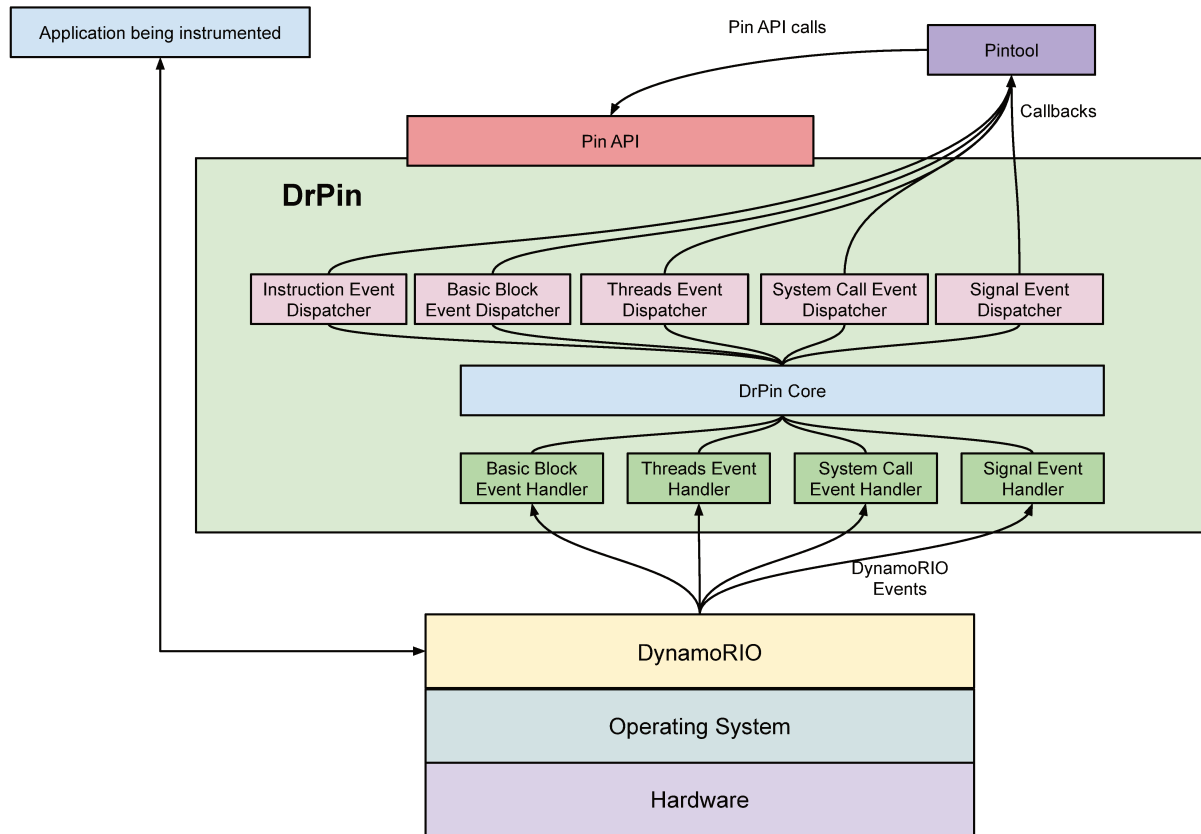 Application being instrumented
Pin API calls
Pintool
Callbacks
Pin API
DrPin
Instruction Event
Dispatcher
Basic Block
Event Dispatcher
Threads Event
Dispatcher
System Call Event
Dispatcher
Signal Event
Dispatcher
DrPin Core
Basic Block
Event Handler
Threads Event
Handler
System Call
Event Handler
Signal Event
Handler
DynamoRIO
Events
DynamoRIO
Operating System
Hardware